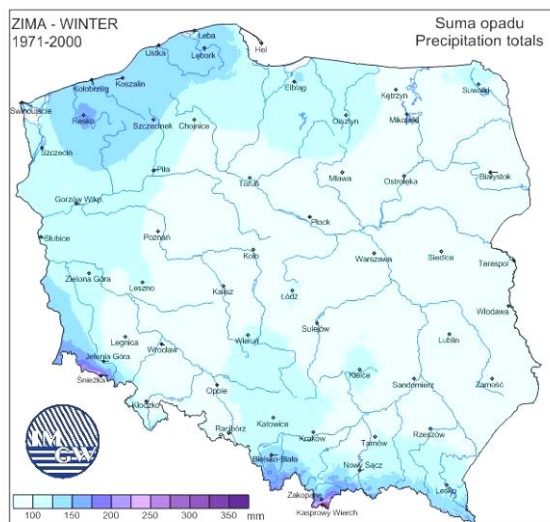 ZIMA - WINTER
1971-2000
Suma opadu
Precipitation totals
Łeba
Hel
Ustka
Lębork
Koszalin
Kołobrzeg
Elbląg
Kętrzyn
Suwałki
Świnoujście
Resko
Szczecinek
Chojnice
Olsztyn
Mikołajki
Szczecin
Piła
Toruń
Mława
Ostrołęka
Białystok
Gorzów Wlkp.
Płock
Słubice
Poznań
Koło
Warszawa
Siedlce
Terespol
Zielona Góra
Leszno
Kalisz
Łódź
Włodawa
Legnica
Wrocław
Wieluń
Sulejów
Lublin
Jelenia Góra
Śnieżka
Kielce
Opole
Sandomierz
Zamość
Kłodzko
Racibórz
Katowice
Kraków
Tarnów
Rzeszów
Bielsko-Biała
Nowy Sącz
Lesko
Zakopane
Kasprowy Wierch
IM
GW
100 150 200 250 300 350 mm